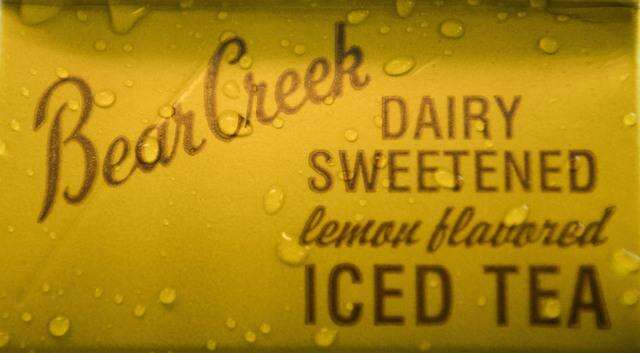 Bear Creek
DAIRY
SWEETENED
lemon flavored
ICED TEA